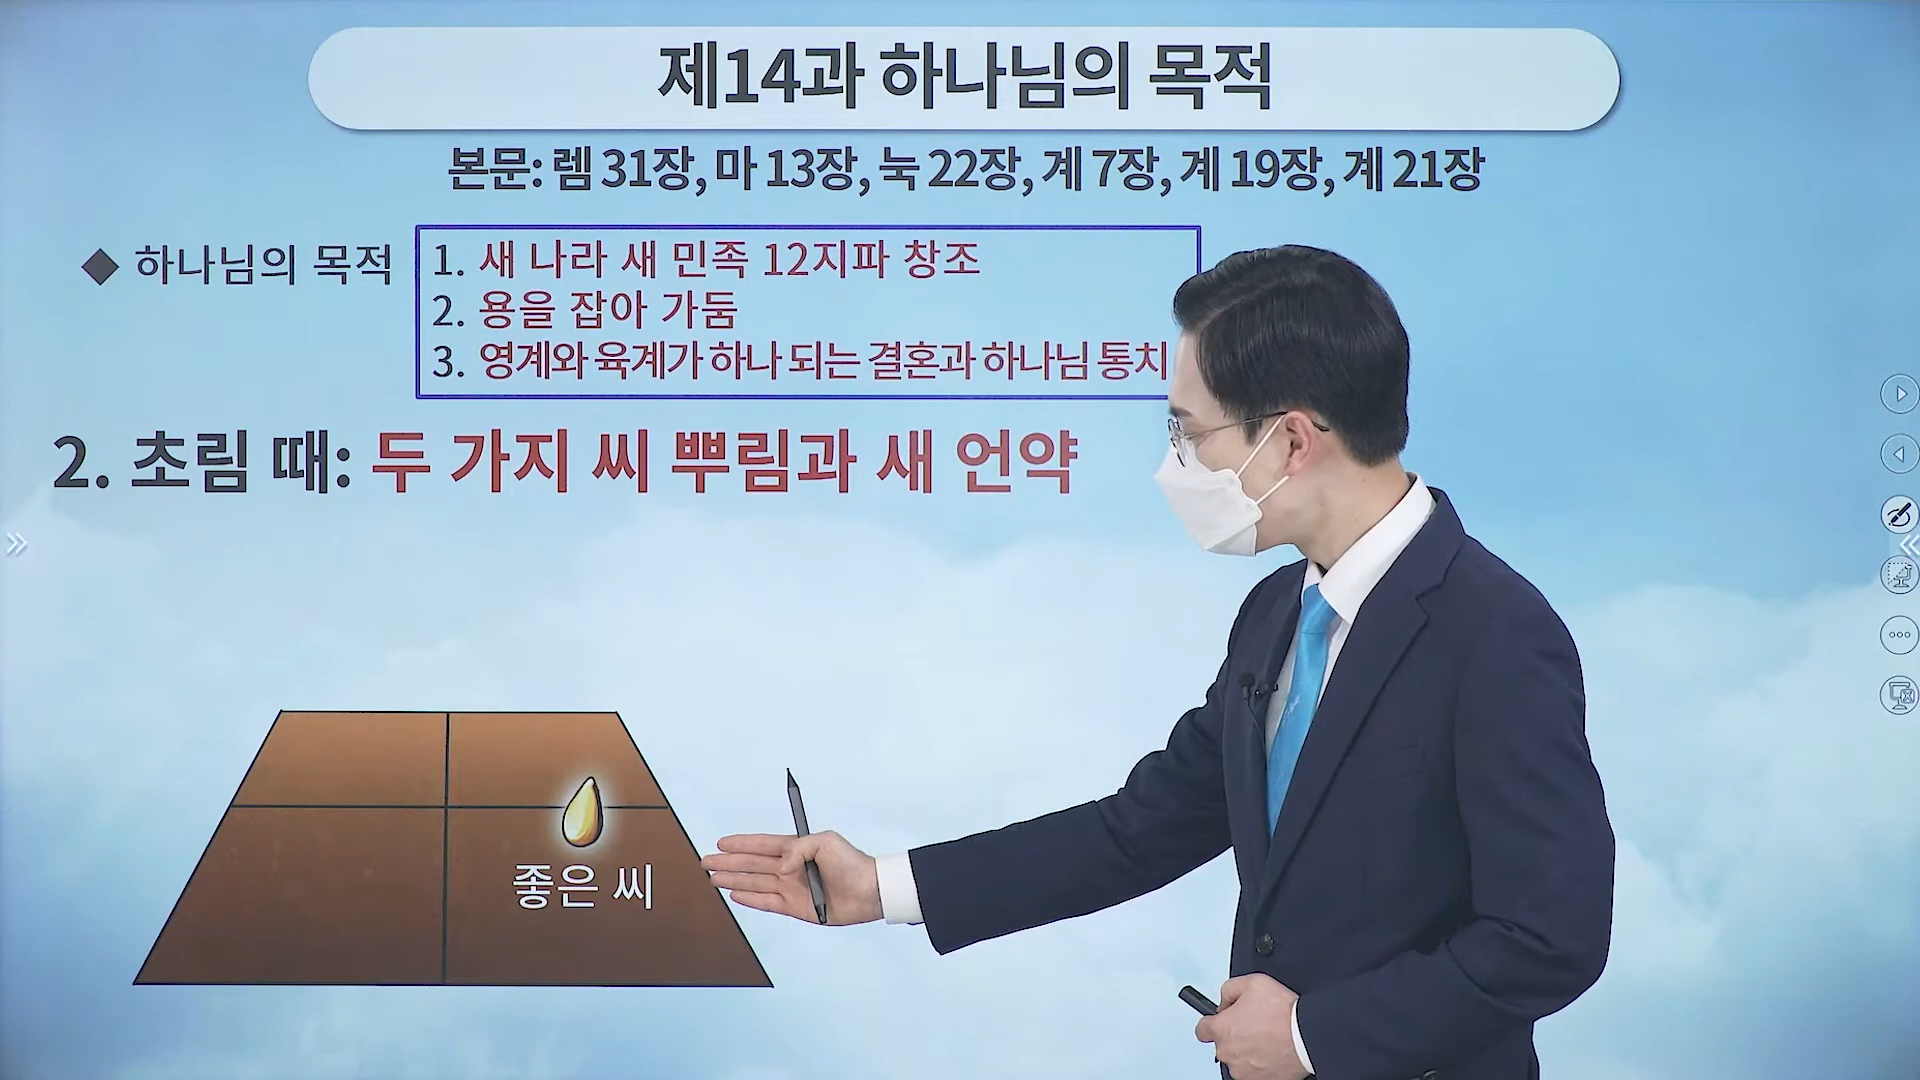 제14과 하나님의 목적
본문: 렘 31장, 마 13장, 눅 22장, 계 7장, 계 19장, 계 21장
◆ 하나님의 목적
1. 새 나라 새 민족 12지파 창조
2. 용을 잡아 가둠
3. 영계와 육계가 하나 되는 결혼과 하나님 통치
2. 초림 때: 두 가지 씨 뿌림과 새 언약
좋은 씨